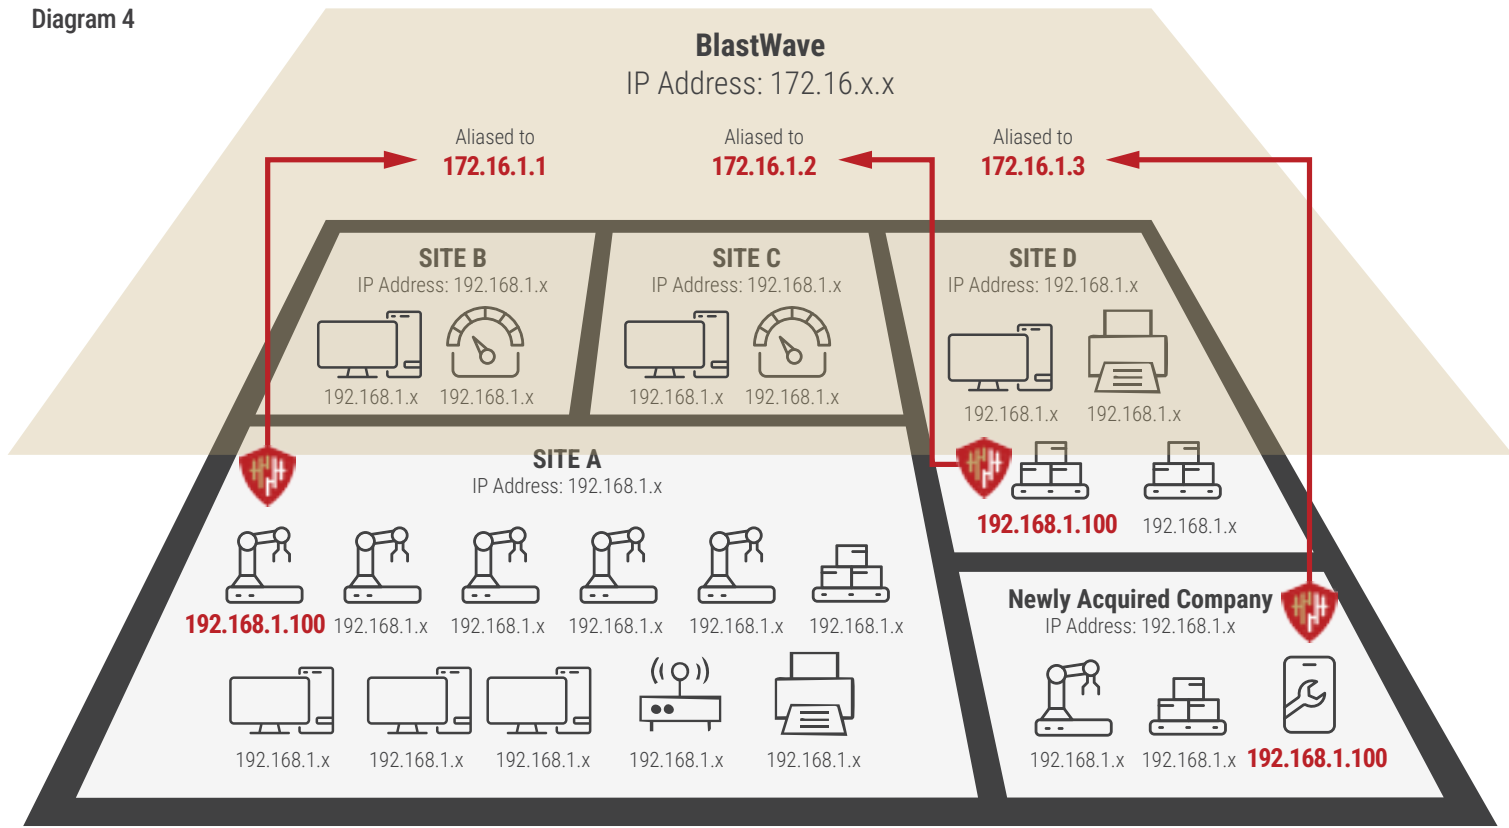 Diagram 4
BlastWave
IP Address: 172.16.x.x
Aliased to
172.16.1.1
Aliased to
172.16.1.2
Aliased to
172.16.1.3
SITE B
IP Address: 192.168.1.x
192.168.1.x 192.168.1.x
SITE C
IP Address: 192.168.1.x
192.168.1.x 192.168.1.x
SITE D
IP Address: 192.168.1.x
192.168.1.x 192.168.1.x
192.168.1.100 192.168.1.x
SITE A
IP Address: 192.168.1.x
192.168.1.100 192.168.1.x 192.168.1.x 192.168.1.x 192.168.1.x 192.168.1.x
192.168.1.x 192.168.1.x 192.168.1.x 192.168.1.x 192.168.1.x
Newly Acquired Company
IP Address: 192.168.1.x
192.168.1.x 192.168.1.x 192.168.1.100